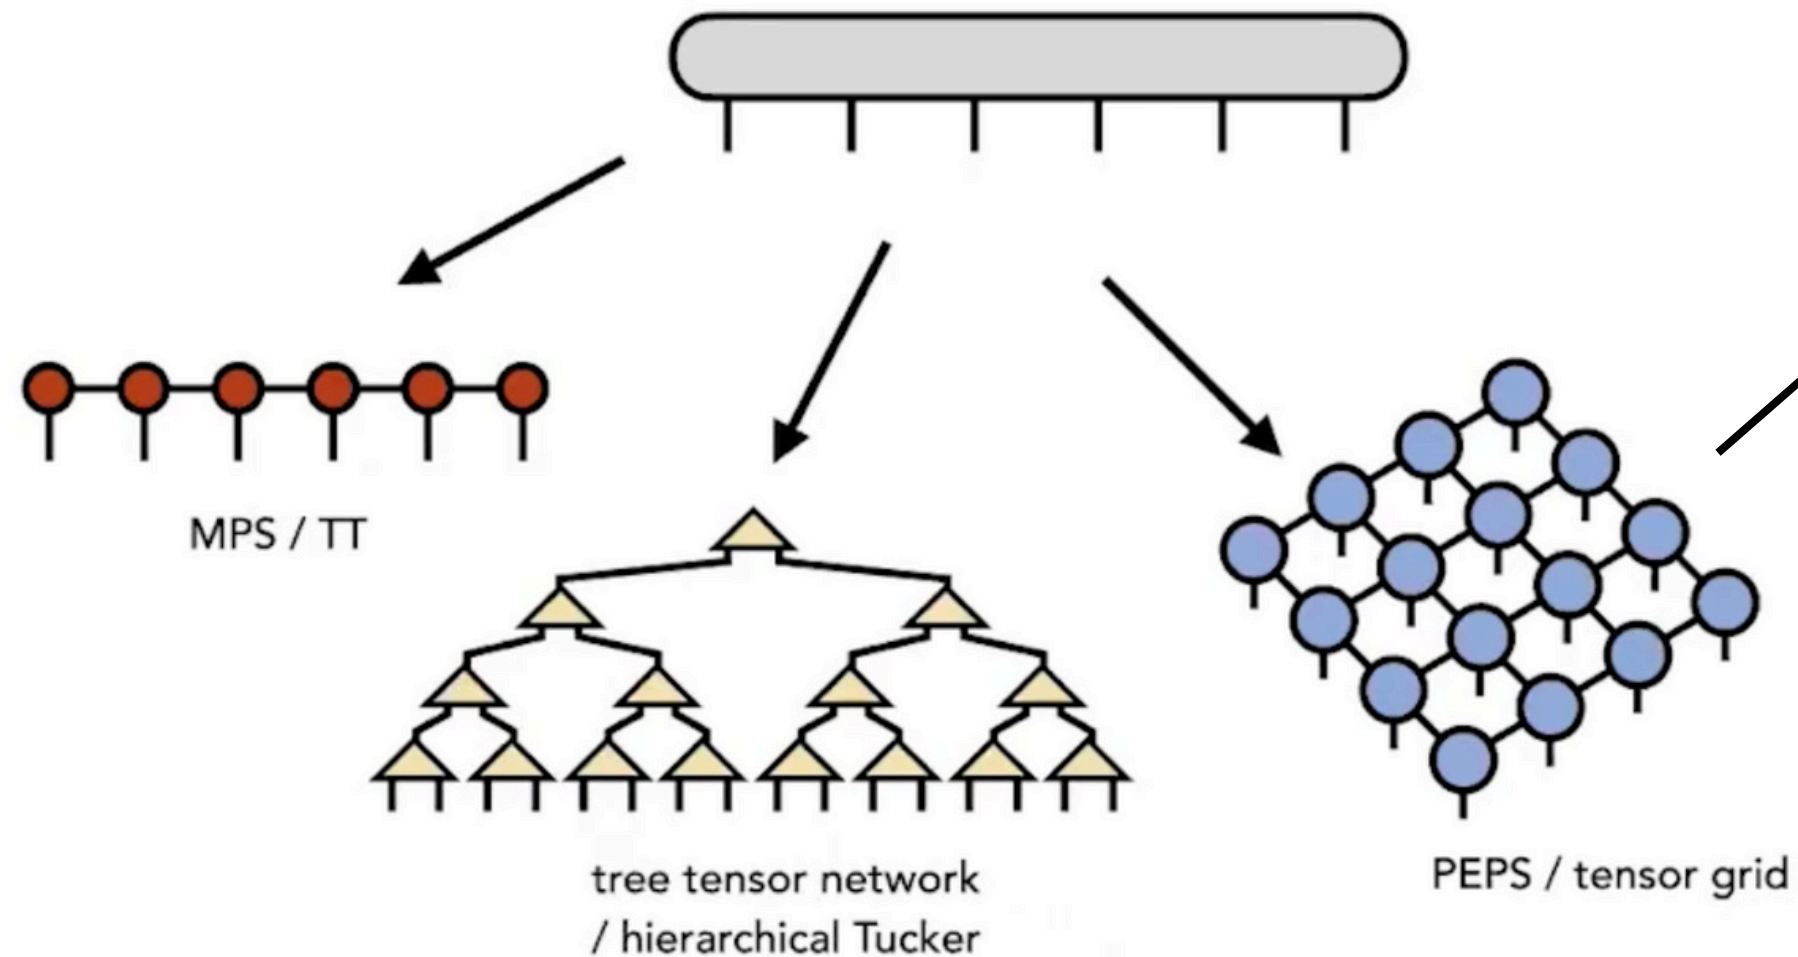 MPS / TT
tree tensor network
/ hierarchical Tucker
PEPS / tensor grid